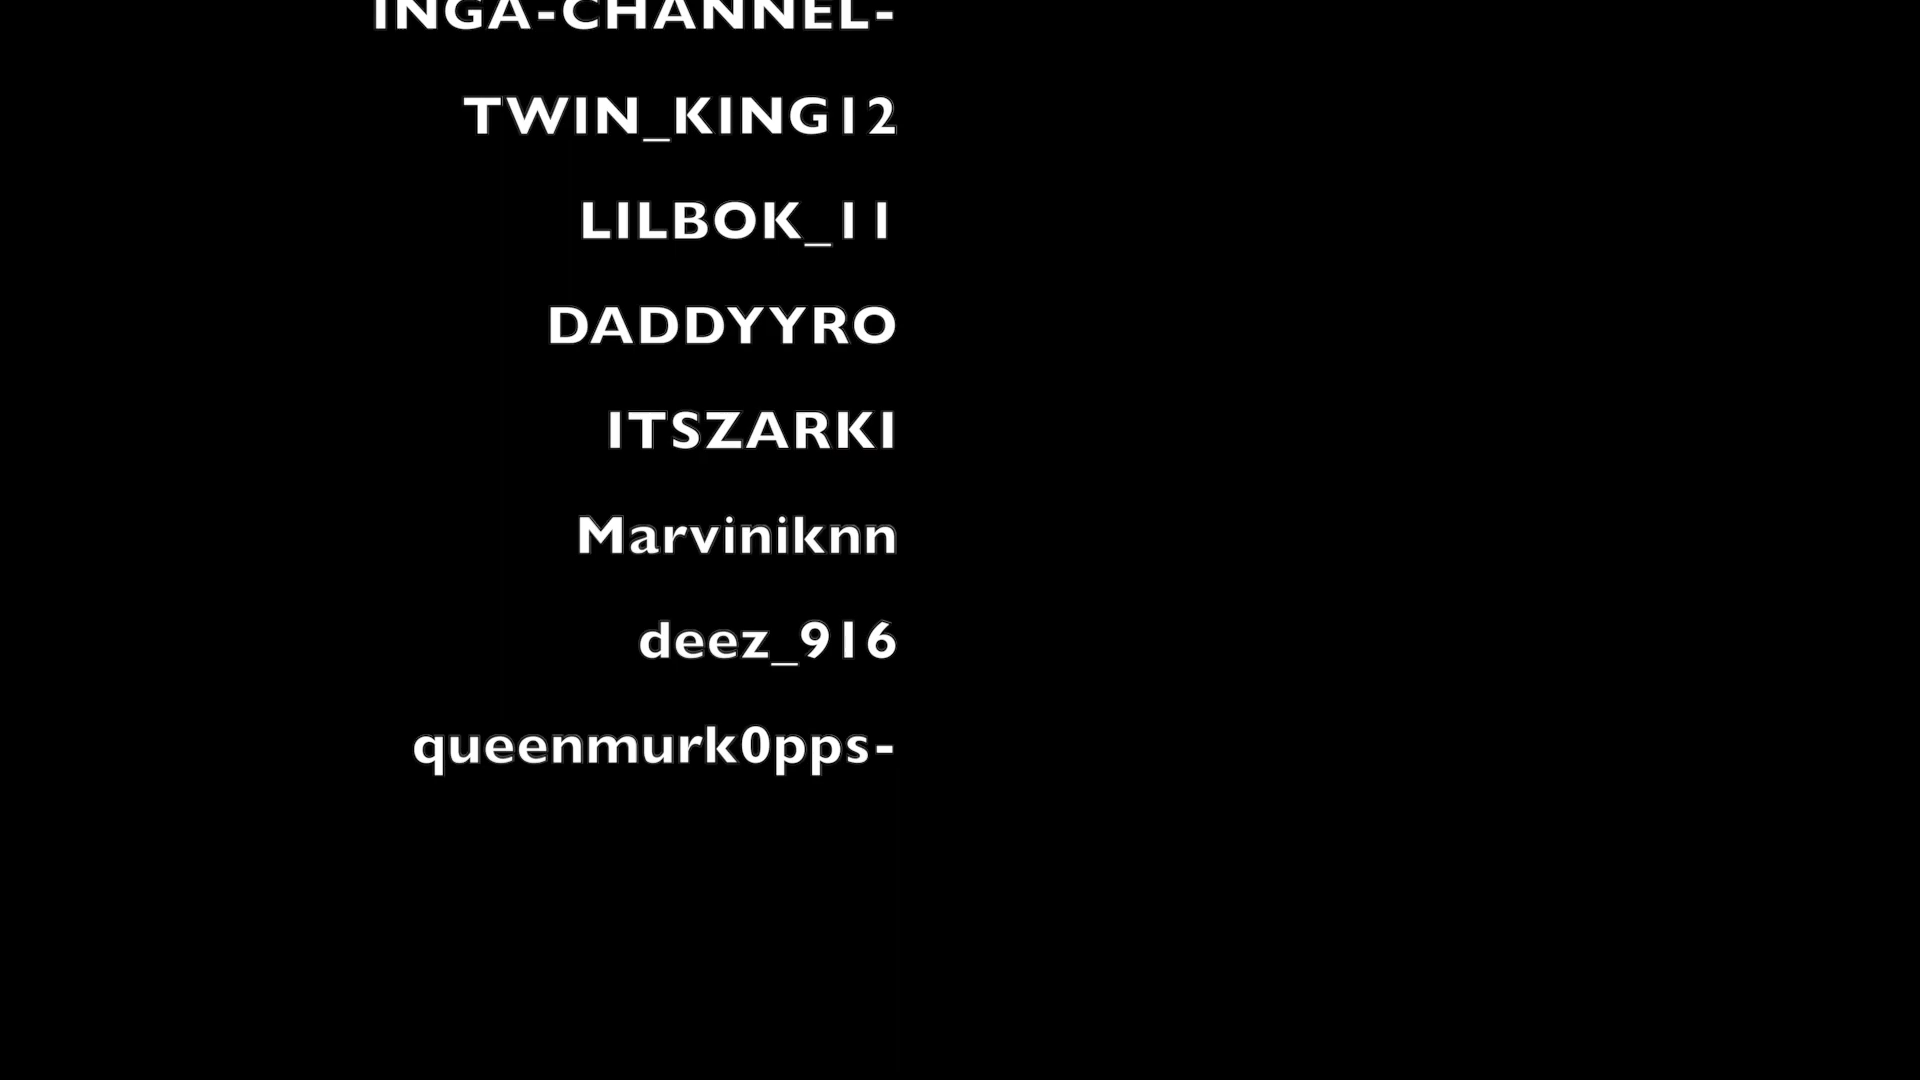 INGA-CHANNEL-
TWIN_KING12
LILBOK_11
DADDYYRO
ITSZARKI
Marviniknn
deez_916
queenmurk0pps-